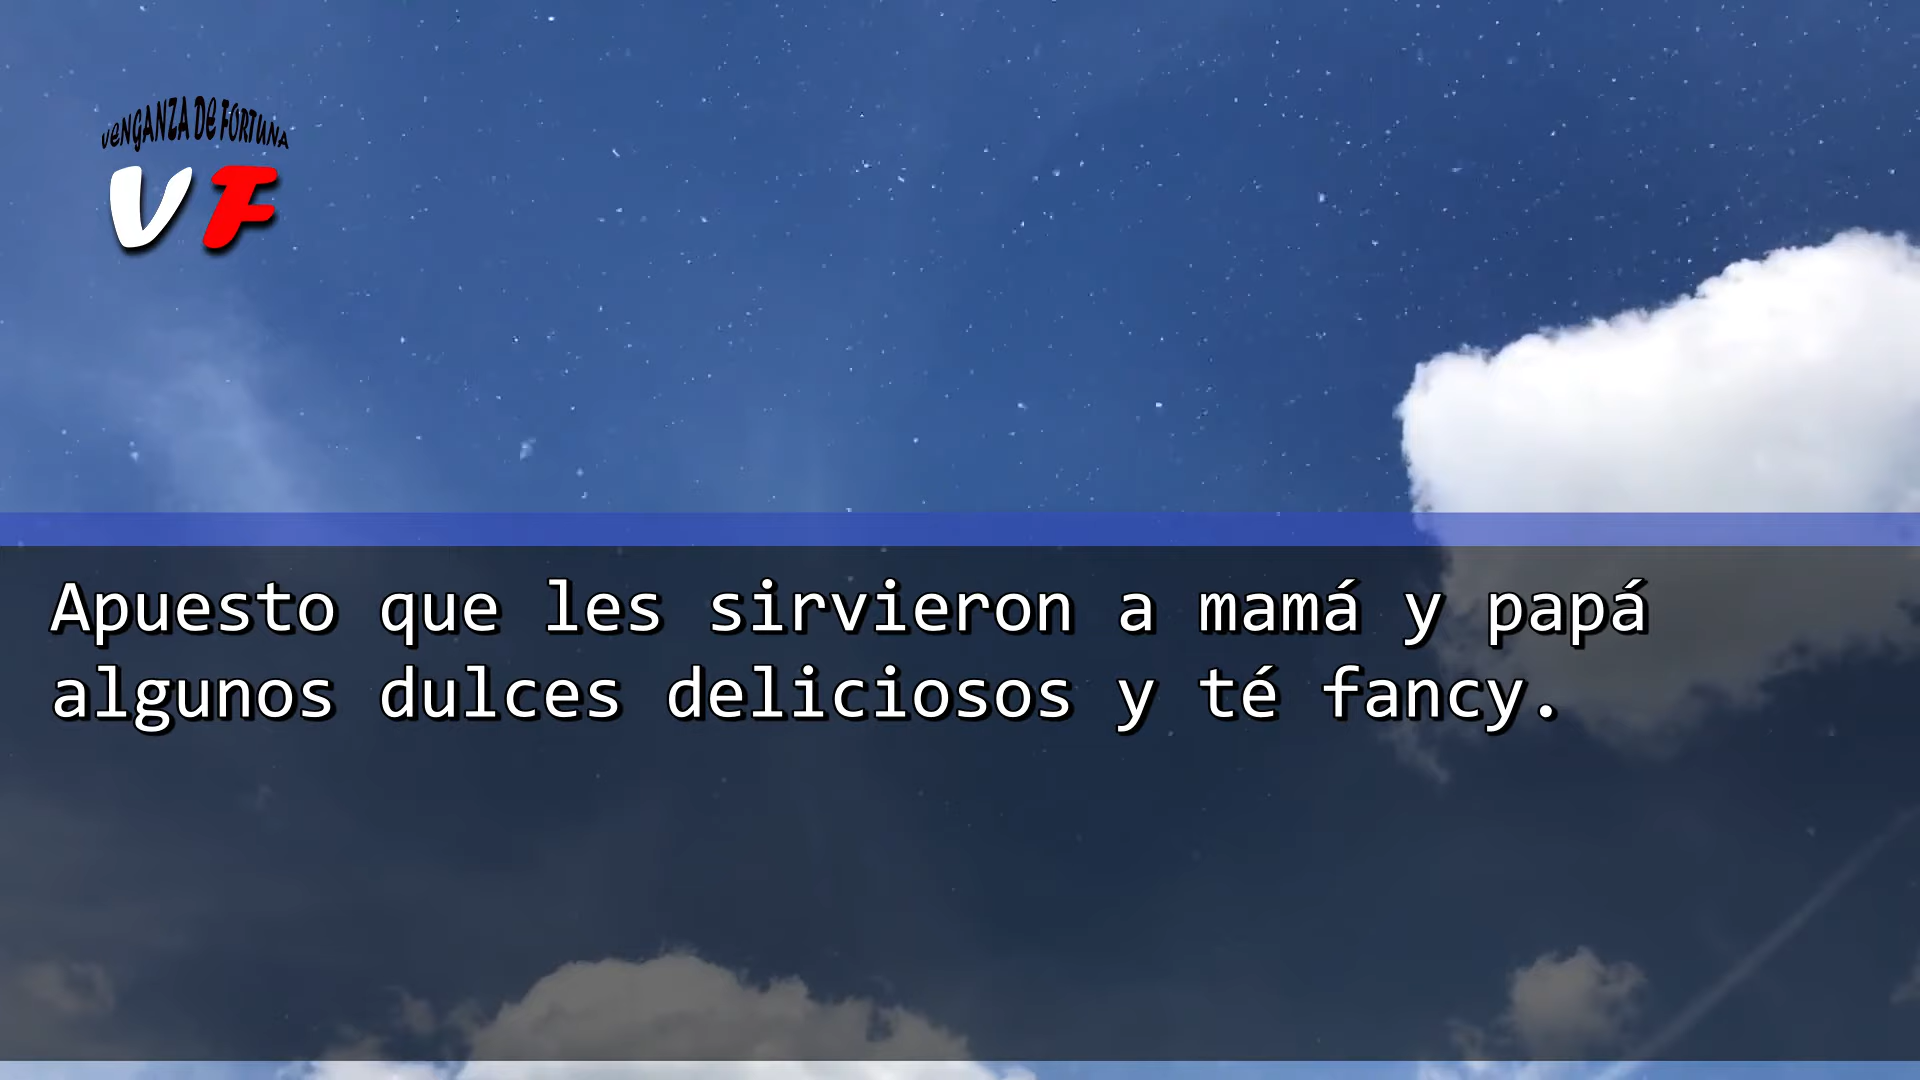 VENGANZA DE FORTUNA
VF
Apuesto que les sirvieron a mamá y papá
algunos dulces deliciosos y té fancy.